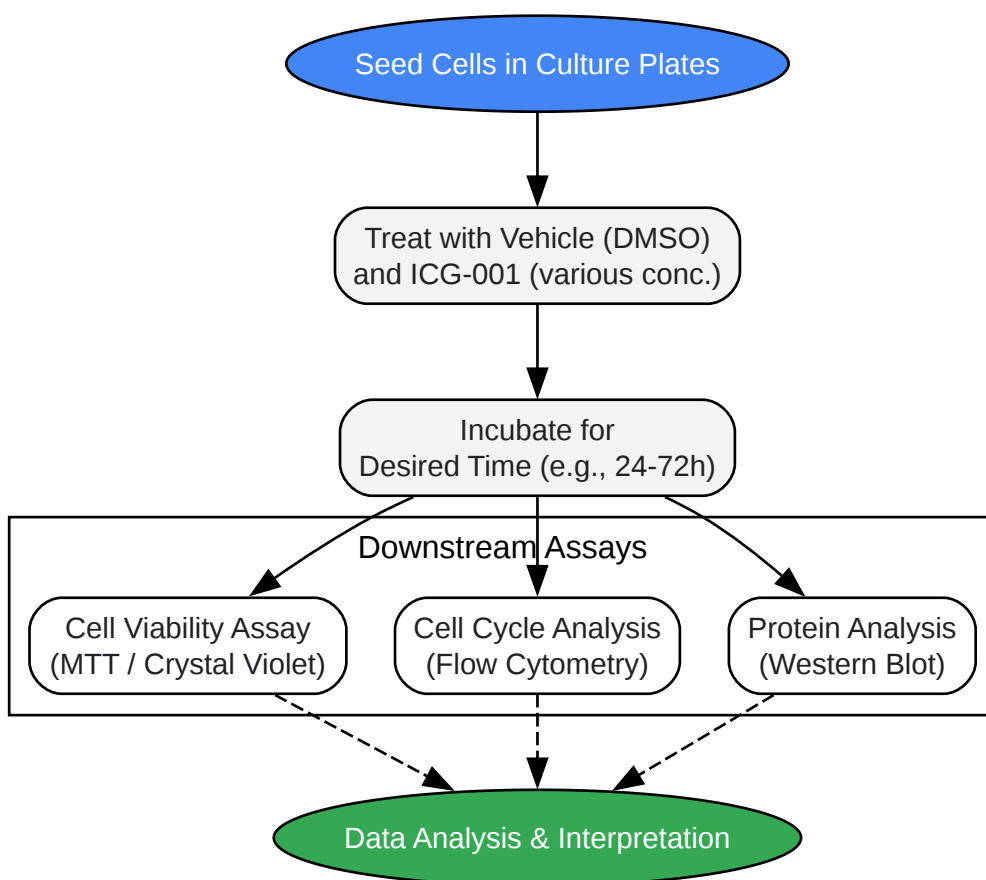 Seed Cells in Culture Plates
Treat with Vehicle (DMSO)
and ICG-001 (various conc.)
Incubate for
Desired Time (e.g., 24-72h)
Downstream Assays
Cell Viability Assay
(MTT / Crystal Violet)
Cell Cycle Analysis
(Flow Cytometry)
Protein Analysis
(Western Blot)
Data Analysis & Interpretation